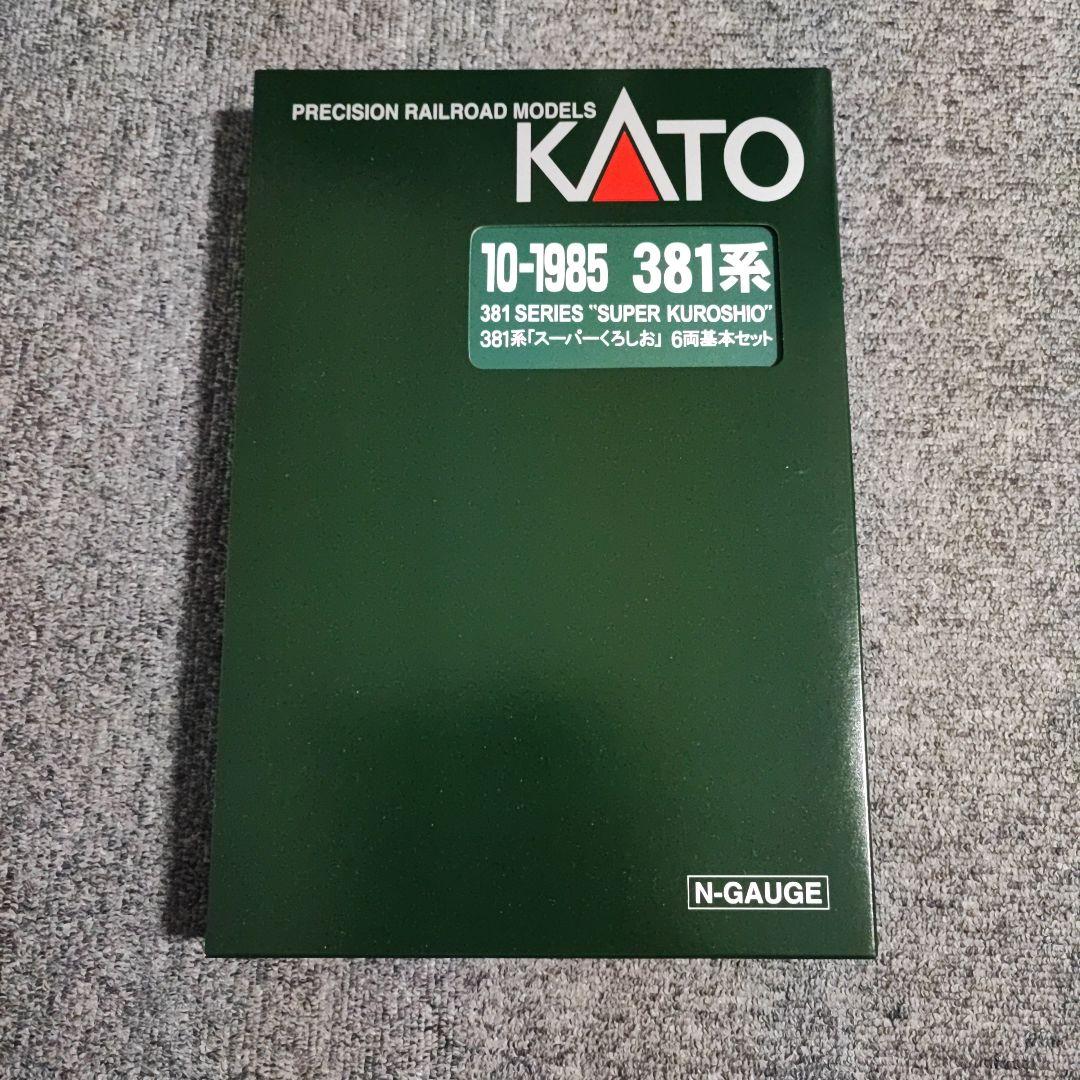 PRECISION RAILROAD MODELS
KATO
10-1985 381系
381 SERIES "SUPER KUROSHIO"
381系「スーパーくろしお」 6両基本セット
N-GAUGE